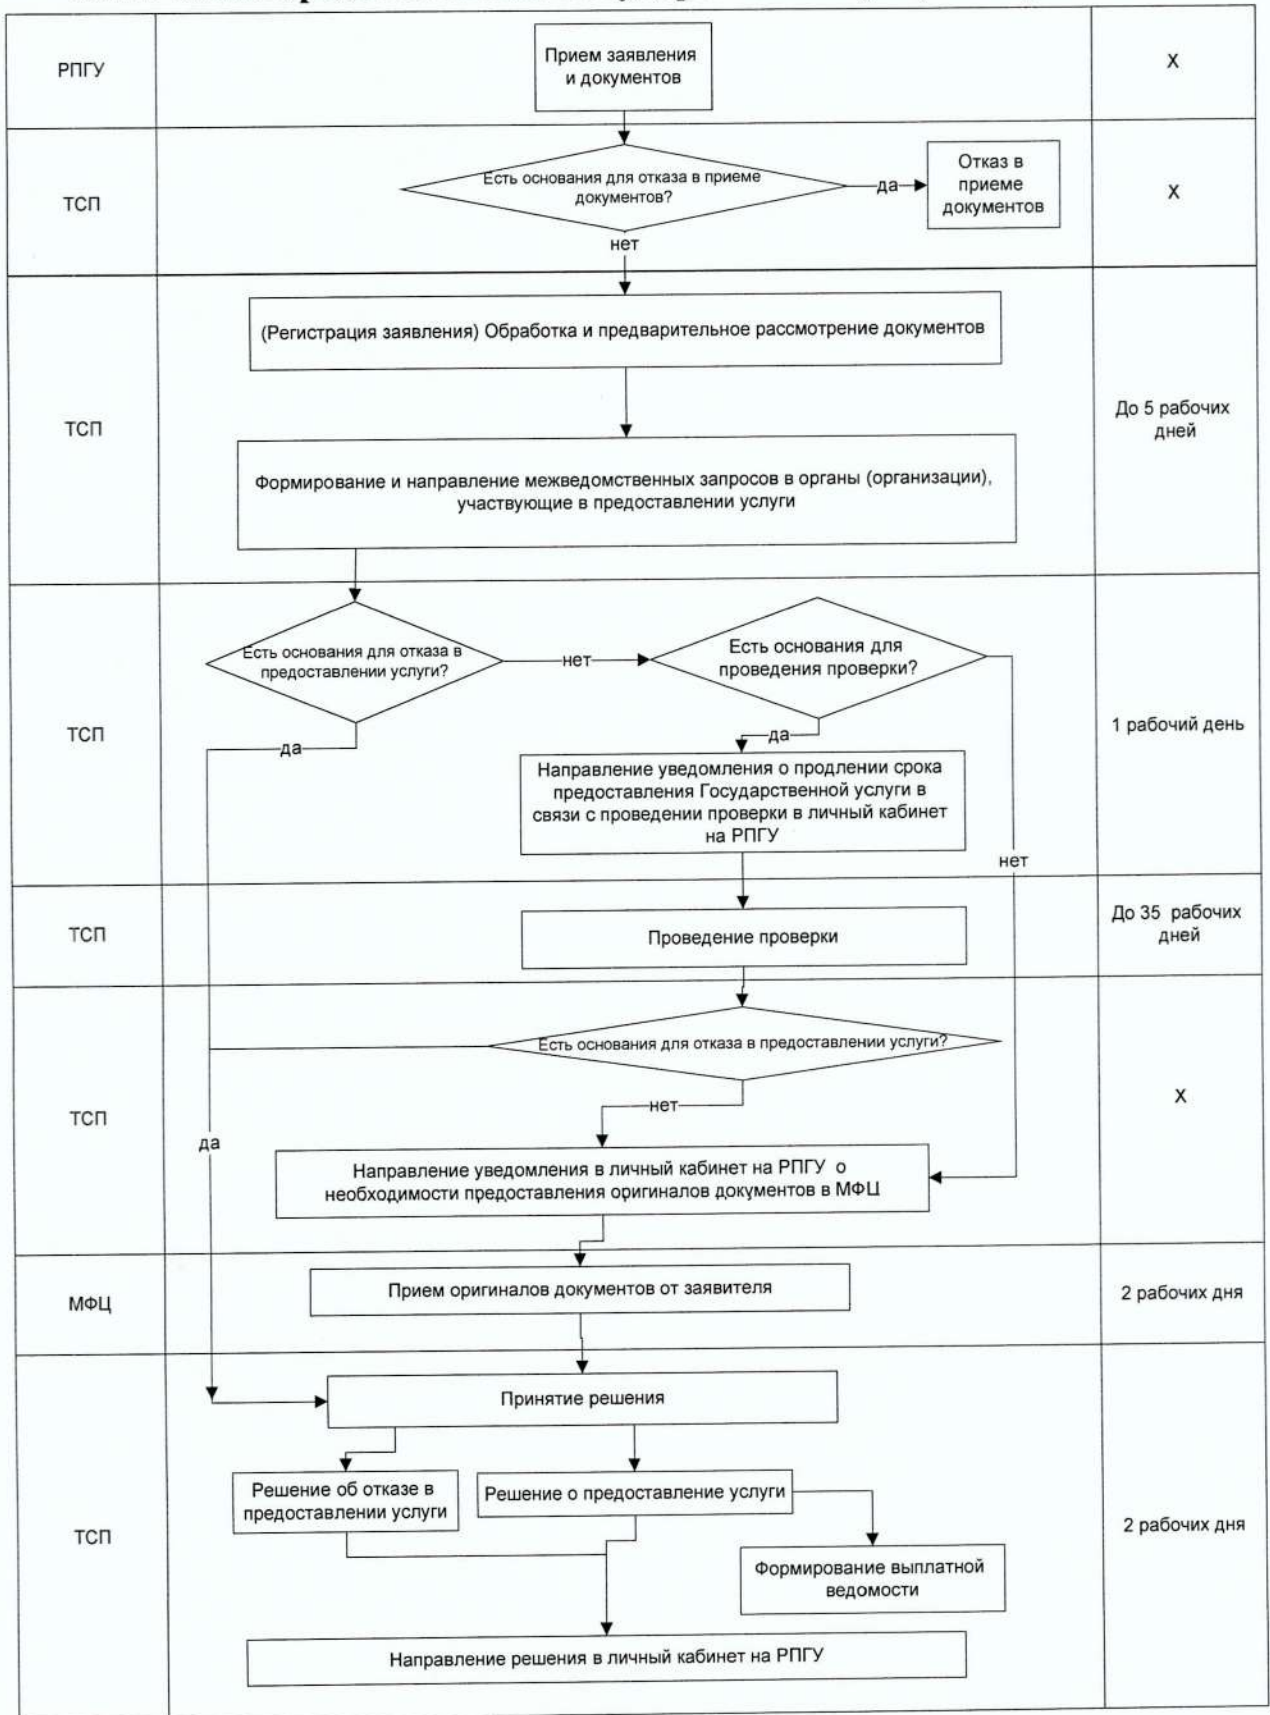 РПГУ
Прием заявления
и документов
X
ТСП
Есть основания для отказа в приеме
документов?
да
Отказ в
приеме
документов
X
нет
ТСП
(Регистрация заявления) Обработка и предварительное рассмотрение документов
Формирование и направление межведомственных запросов в органы (организации),
участвующие в предоставлении услуги
До 5 рабочих
дней
ТСП
Есть основания для отказа в
предоставлении услуги?
нет
Есть основания для
проведения проверки?
1 рабочий день
да
да
Направление уведомления о продлении срока
предоставления Государственной услуги в
связи с проведении проверки в личный кабинет
на РПГУ
нет
ТСП
Проведение проверки
До 35 рабочих
дней
ТСП
Есть основания для отказа в предоставлении услуги?
X
нет
да
Направление уведомления в личный кабинет на РПГУ о
необходимости предоставления оригиналов документов в МФЦ
МФЦ
Прием оригиналов документов от заявителя
2 рабочих дня
ТСП
Принятие решения
Решение об отказе в
предоставлении услуги
Решение о предоставление услуги
2 рабочих дня
Формирование выплатной
ведомости
Направление решения в личный кабинет на РПГУ